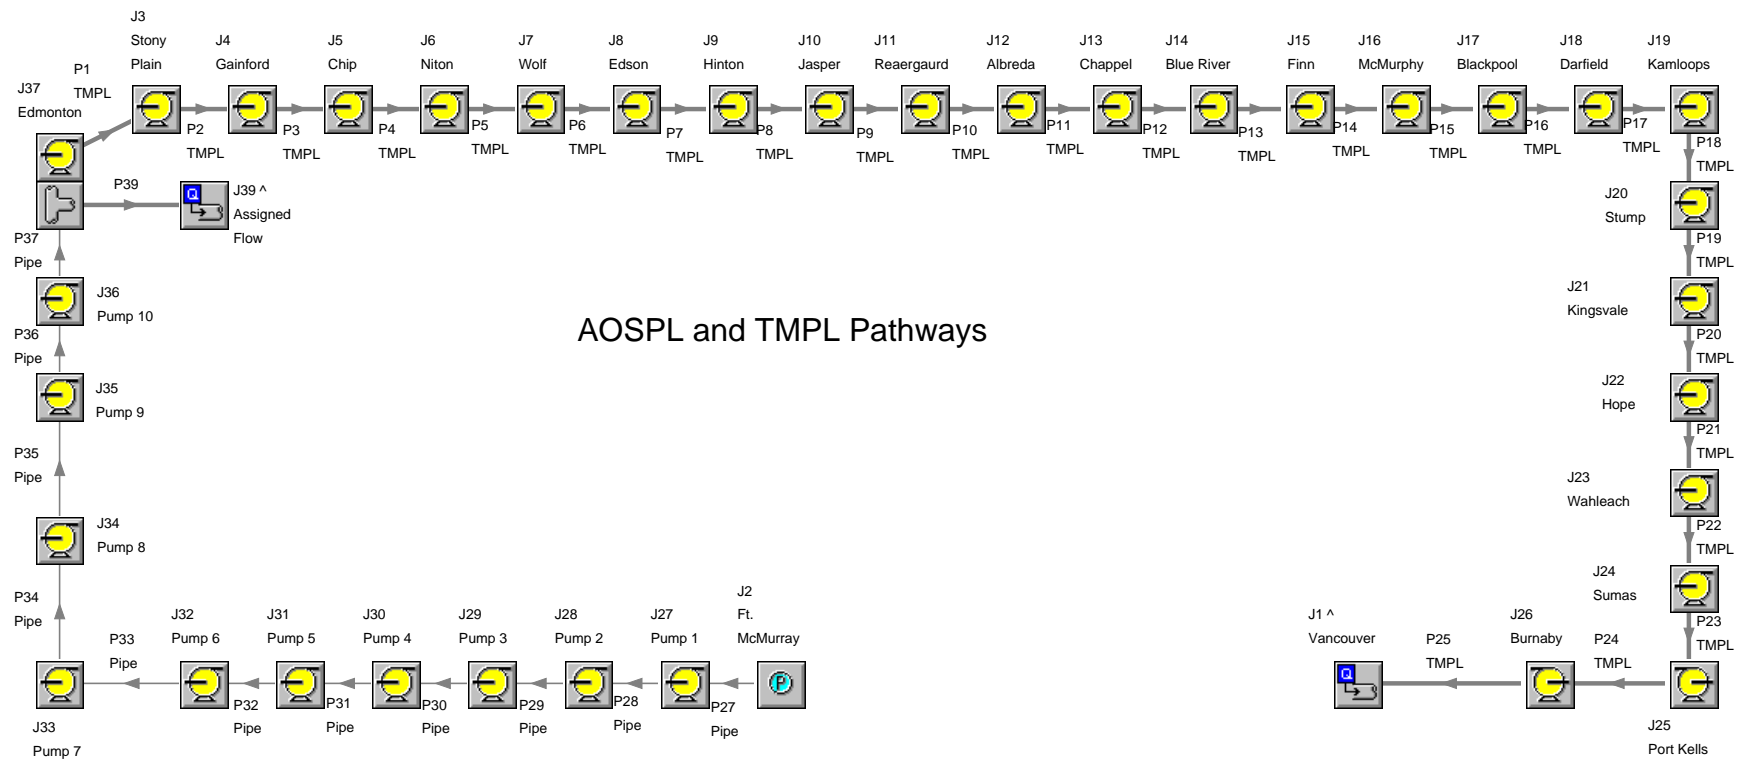 J3
Stony
Plain
J4
Gainford
J5
Chip
J6
Niton
J7
Wolf
J8
Edson
J9
Hinton
J10
Jasper
J11
Reaergaurd
J12
Albreda
J13
Chappel
J14
Blue River
J15
Finn
J16
McMurphy
J17
Blackpool
J18
Darfield
J19
Kamloops
P1
TMPL
J37
Edmonton
P2
TMPL
P3
TMPL
P4
TMPL
P5
TMPL
P6
TMPL
P7
TMPL
P8
TMPL
P9
TMPL
P10
TMPL
P11
TMPL
P12
TMPL
P13
TMPL
P14
TMPL
P15
TMPL
P16
TMPL
P17
TMPL
P18
TMPL
P39
Q
J39 ^
Assigned
Flow
J20
Stump
P19
TMPL
P37
Pipe
J36
Pump 10
J21
Kingsvale
P20
TMPL
AOSPL and TMPL Pathways
P36
Pipe
J35
Pump 9
J22
Hope
P21
TMPL
P35
Pipe
J23
Wahleach
P22
TMPL
J34
Pump 8
J24
Sumas
P23
TMPL
P34
Pipe
P33
Pipe
J32
Pump 6
J31
Pump 5
J30
Pump 4
J29
Pump 3
J28
Pump 2
J27
Pump 1
J2
Ft.
McMurray
P
J1 ^
Vancouver
Q
P25
TMPL
J26
Burnaby
P24
TMPL
P32
Pipe
P31
Pipe
P30
Pipe
P29
Pipe
P28
Pipe
P27
Pipe
J33
Pump 7
J25
Port Kells